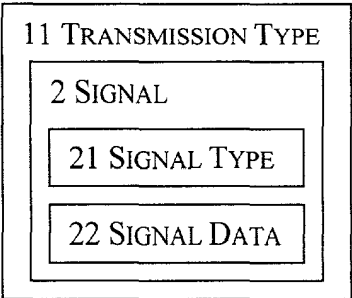 11 TRANSMISSION TYPE
2 SIGNAL
21 SIGNAL TYPE
22 SIGNAL DATA